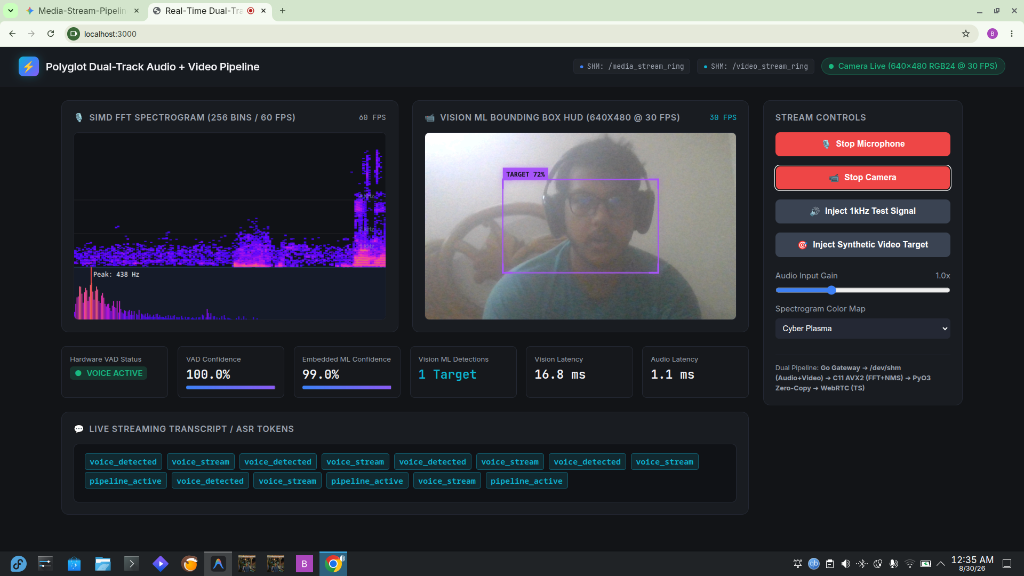 Media-Stream-Pipelin
Real-Time Dual-Tra
localhost:3000
B
Polyglot Dual-Track Audio + Video Pipeline
SHM: /media_stream_ring
SHM: /video_stream_ring
Camera Live (640×480 RGB24 @ 30 FPS)
SIMD FFT SPECTROGRAM (256 BINS / 60 FPS)
60 FPS
Peak: 438 Hz
VISION ML BOUNDING BOX HUD (640X480 @ 30 FPS)
30 FPS
TARGET 72%
STREAM CONTROLS
Stop Microphone
Stop Camera
Inject 1kHz Test Signal
Inject Synthetic Video Target
Audio Input Gain
1.0x
Spectrogram Color Map
Cyber Plasma
Dual Pipeline: Go Gateway → /dev/shm
(Audio+Video) → C11 AVX2 (FFT+NMS) → PyO3
Zero-Copy → WebRTC (TS)
Hardware VAD Status
VOICE ACTIVE
VAD Confidence
100.0%
Embedded ML Confidence
99.0%
Vision ML Detections
1 Target
Vision Latency
16.8 ms
Audio Latency
1.1 ms
LIVE STREAMING TRANSCRIPT / ASR TOKENS
voice_detected voice_stream voice_detected voice_stream voice_detected voice_stream voice_detected voice_stream
pipeline_active voice_detected voice_stream pipeline_active voice_stream pipeline_active
B
12:35 AM
8/30/26